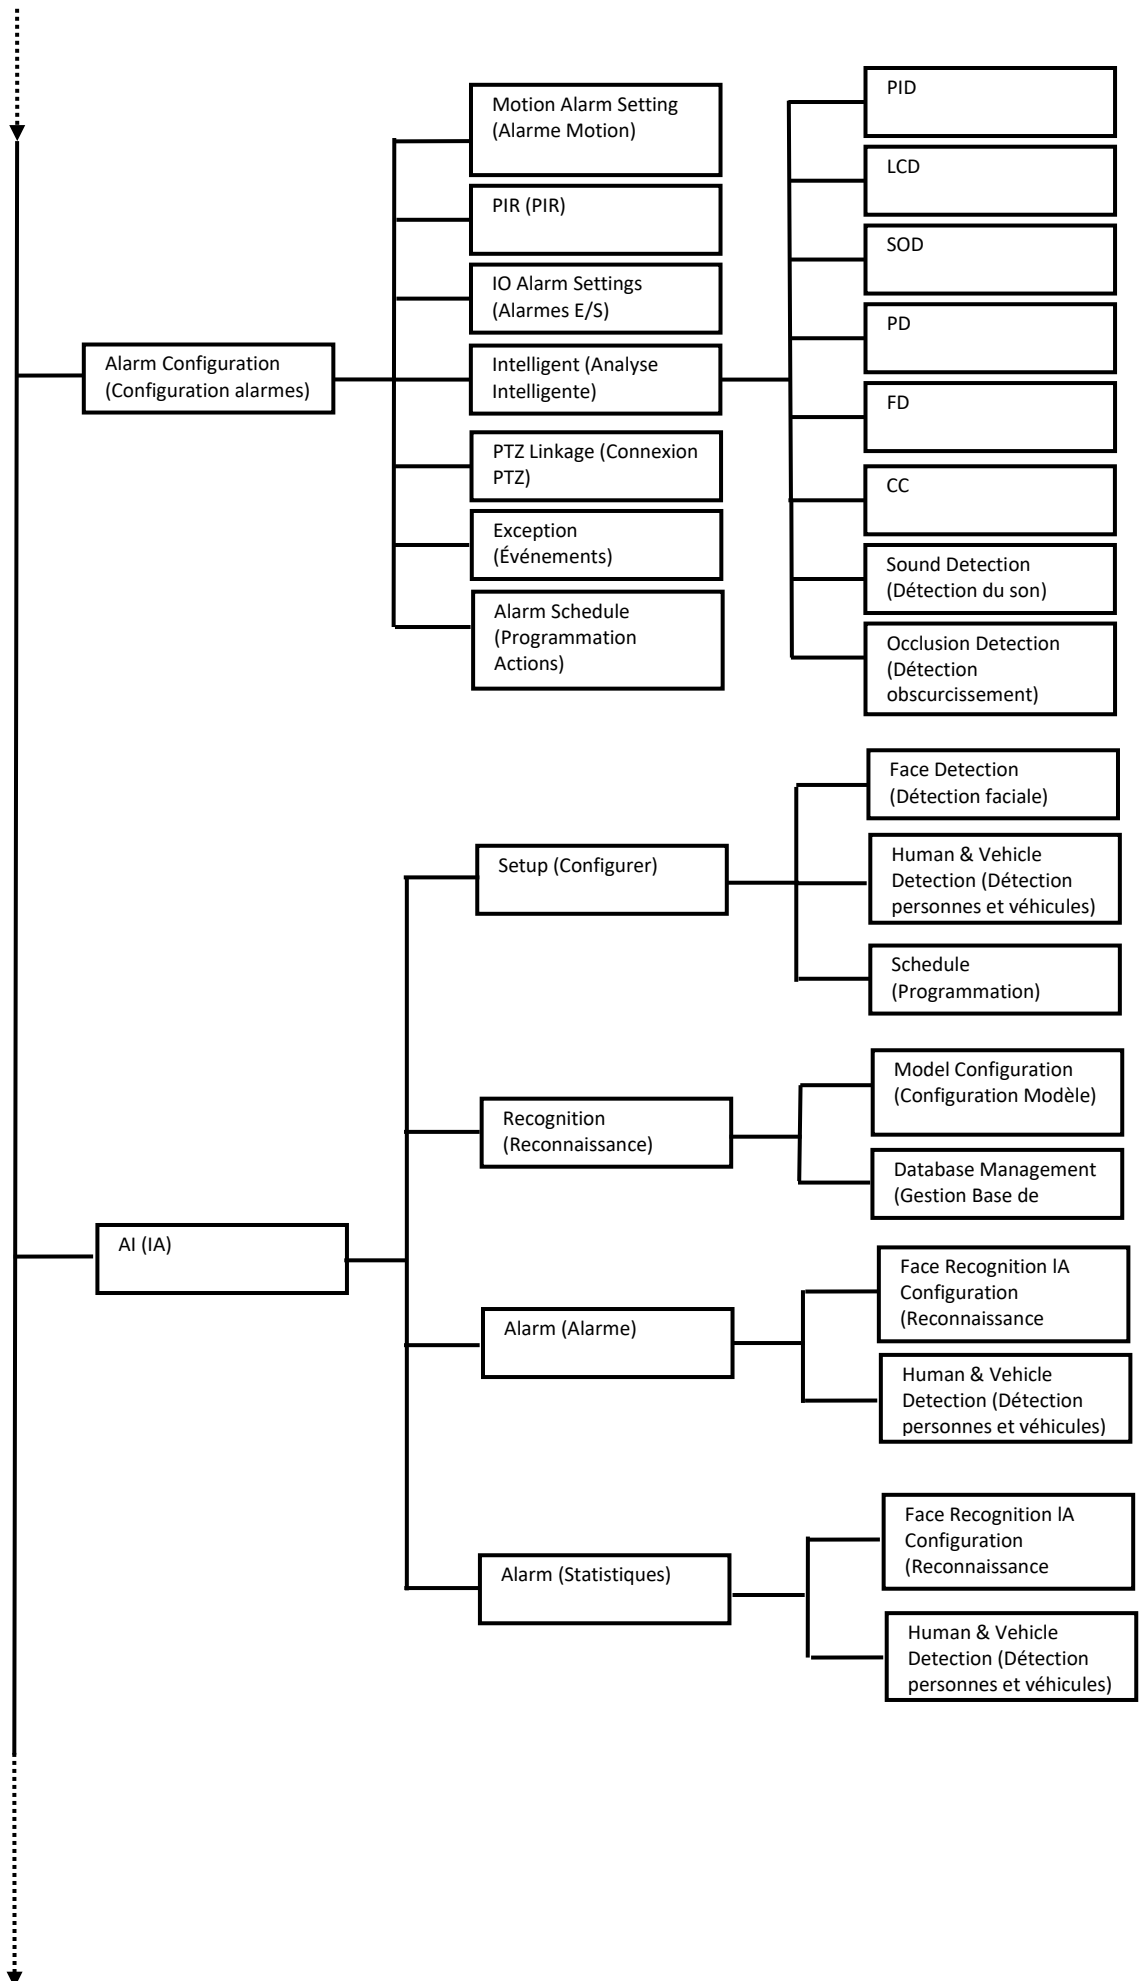 Alarm Configuration
(Configuration alarmes)
Motion Alarm Setting
(Alarme Motion)
PIR (PIR)
IO Alarm Settings
(Alarmes E/S)
Intelligent (Analyse
Intelligente)
PTZ Linkage (Connexion
PTZ)
Exception
(Événements)
Alarm Schedule
(Programmation
Actions)
PID
LCD
SOD
PD
FD
CC
Sound Detection
(Détection du son)
Occlusion Detection
(Détection
obscurcissement)
AI (IA)
Setup (Configurer)
Face Detection
(Détection faciale)
Human & Vehicle
Detection (Détection
personnes et véhicules)
Schedule
(Programmation)
Recognition
(Reconnaissance)
Model Configuration
(Configuration Modèle)
Database Management
(Gestion Base de
Alarm (Alarme)
Face Recognition lA
Configuration
(Reconnaissance
Human & Vehicle
Detection (Détection
personnes et véhicules)
Alarm (Statistiques)
Face Recognition lA
Configuration
(Reconnaissance
Human & Vehicle
Detection (Détection
personnes et véhicules)